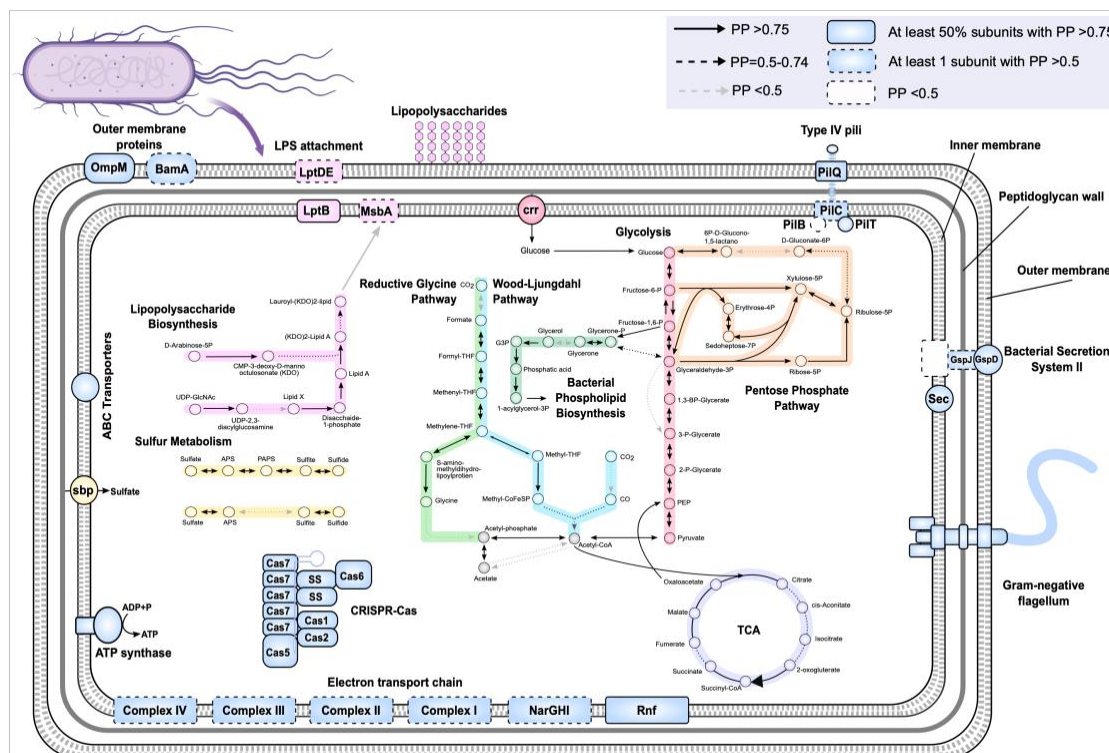 PP >0.75
At least 50% subunits with PP >0.75
PP=0.5-0.74
At least 1 subunit with PP >0.5
PP <0.5
PP <0.5
Outer membrane
proteins
OmpM
BamA
LPS attachment
LptDE
Lipopolysaccharides
Type IV pili
PilQ
PilC
PilB
PilT
Inner membrane
Peptidoglycan wall
Outer membrane
LptB
MsbA
crr
Glucose
Glycolysis
Glucose
6P-D-Glucono-
1,5-lactano
D-Gluconate-6P
Fructose-6-P
Xylulose-5P
Erythrose-4P
Ribulose-5P
Fructose-1,6-P
Sedoheptose-7P
Glyceraldehyde-3P
Ribose-5P
Pentose Phosphate
Pathway
1,3-BP-Glycerate
3-P-Glycerate
2-P-Glycerate
PEP
Pyruvate
Reductive Glycine
Pathway
Wood-Ljungdahl
Pathway
CO2
Formate
Formyl-THF
Methenyl-THF
Methylene-THF
S-amino-
methyldihydro-
lipoylprotien
Glycine
Methyl-THF
CO2
Methyl-CoFeSP
CO
Acetyl-phosphate
Acetyl-CoA
Acetate
G3P
Glycerol
Glycerone-P
Glycerone
Phosphatic acid
1-acylglycerol-3P
Bacterial
Phospholipid
Biosynthesis
Lipopolysaccharide
Biosynthesis
Lauroyl-(KDO)2-lipid
(KDO)2-Lipid A
D-Arabinose-5P
CMP-3-deoxy-D-manno
octulosonate (KDO)
Lipid A
UDP-GlcNAc
Lipid X
UDP-2,3-
diacylglucosamine
Disaccharide-
1-phosphate
ABC Transporters
Sulfur Metabolism
Sulfate
APS
PAPS
Sulfite
Sulfide
sbp
Sulfate
Sulfate
APS
Sulfite
Sulfide
Cas7
Cas7
Cas7
Cas7
Cas7
Cas5
SS
SS
Cas6
Cas1
Cas2
CRISPR-Cas
ADP+P
ATP
ATP synthase
Oxaloacetate
Citrate
cis-Aconitate
Isocitrate
2-oxogluterate
Succinyl-CoA
Succinate
Fumerate
Malate
TCA
GspJ
GspD
Bacterial Secretion
System II
Sec
Gram-negative
flagellum
Electron transport chain
Complex IV
Complex III
Complex II
Complex I
NarGHI
Rnf